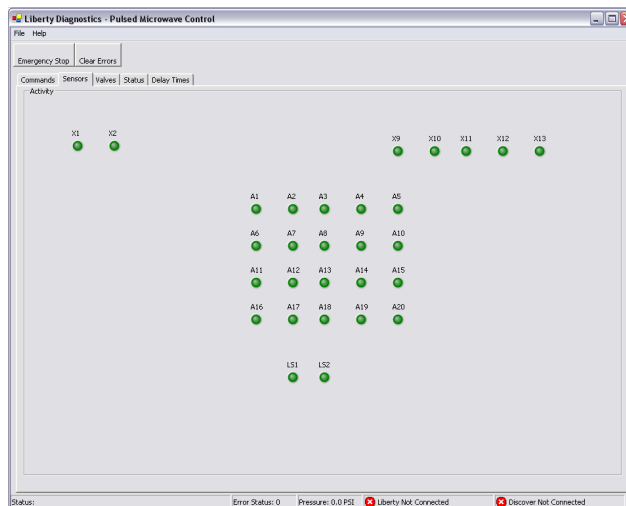 Liberty Diagnostics - Pulsed Microwave Control
File Help
Emergency Stop Clear Errors
Commands Sensors Valves Status Delay Times
Activity
X1 X2
X9 X10 X11 X12 X13
A1 A2 A3 A4 A5
A6 A7 A8 A9 A10
A11 A12 A13 A14 A15
A16 A17 A18 A19 A20
LS1 LS2
Status: Error Status: 0 Pressure: 0.0 PSI Liberty Not Connected Discover Not Connected